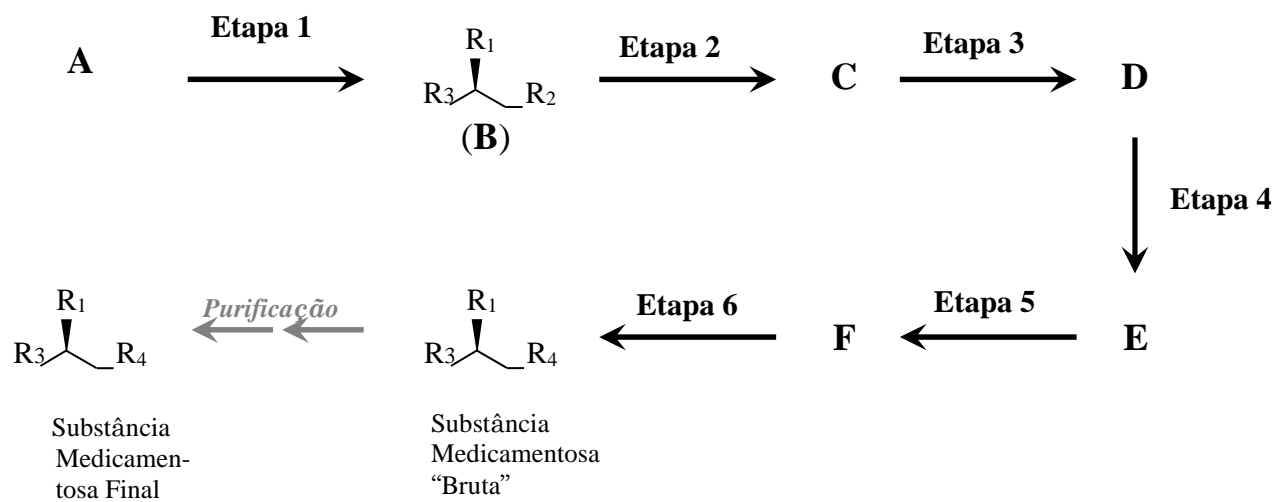 A
Etapa 1
R1
R3 R2
(B)
Etapa 2
C
Etapa 3
D
Etapa 4
E
Etapa 5
F
Etapa 6
R1
R3 R4
Substância
Medicamentosa
“Bruta”
Purificação
R1
R3 R4
Substância
Medicamen-
tosa Final